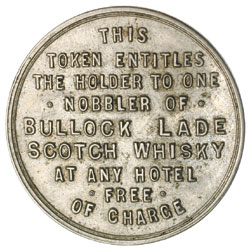 THIS
TOKEN ENTITLES
THE HOLDER TO ONE
· NOBBLER OF ·
BULLOCK LADE
SCOTCH WHISKY
AT ANY HOTEL
· FREE ·
OF CHARGE